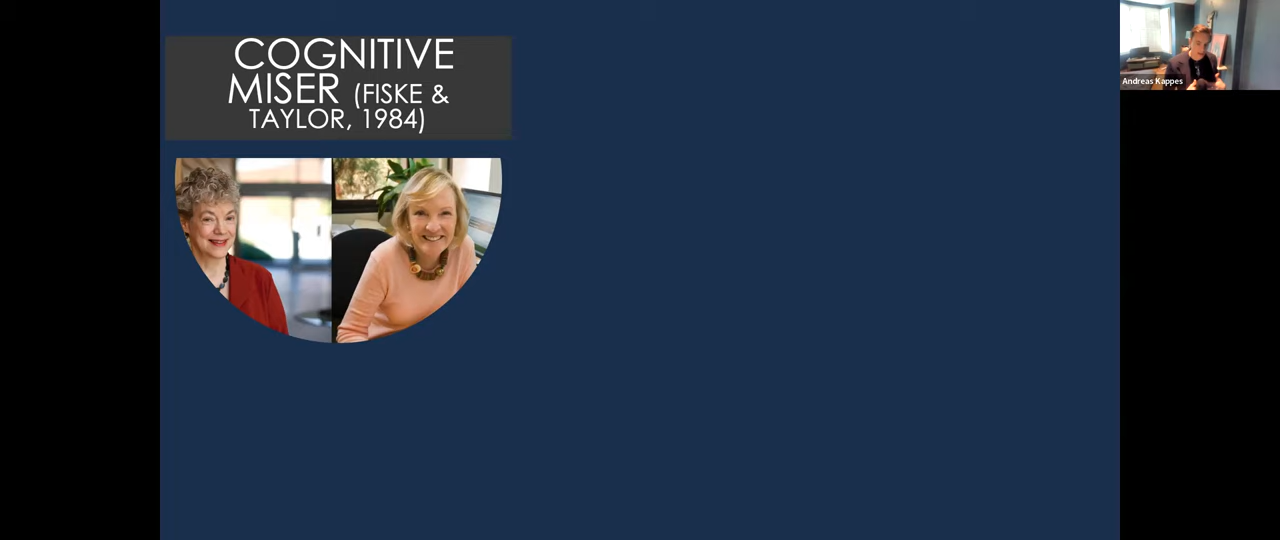 COGNITIVE
MISER (FISKE &
TAYLOR, 1984)
Andreas Kappes